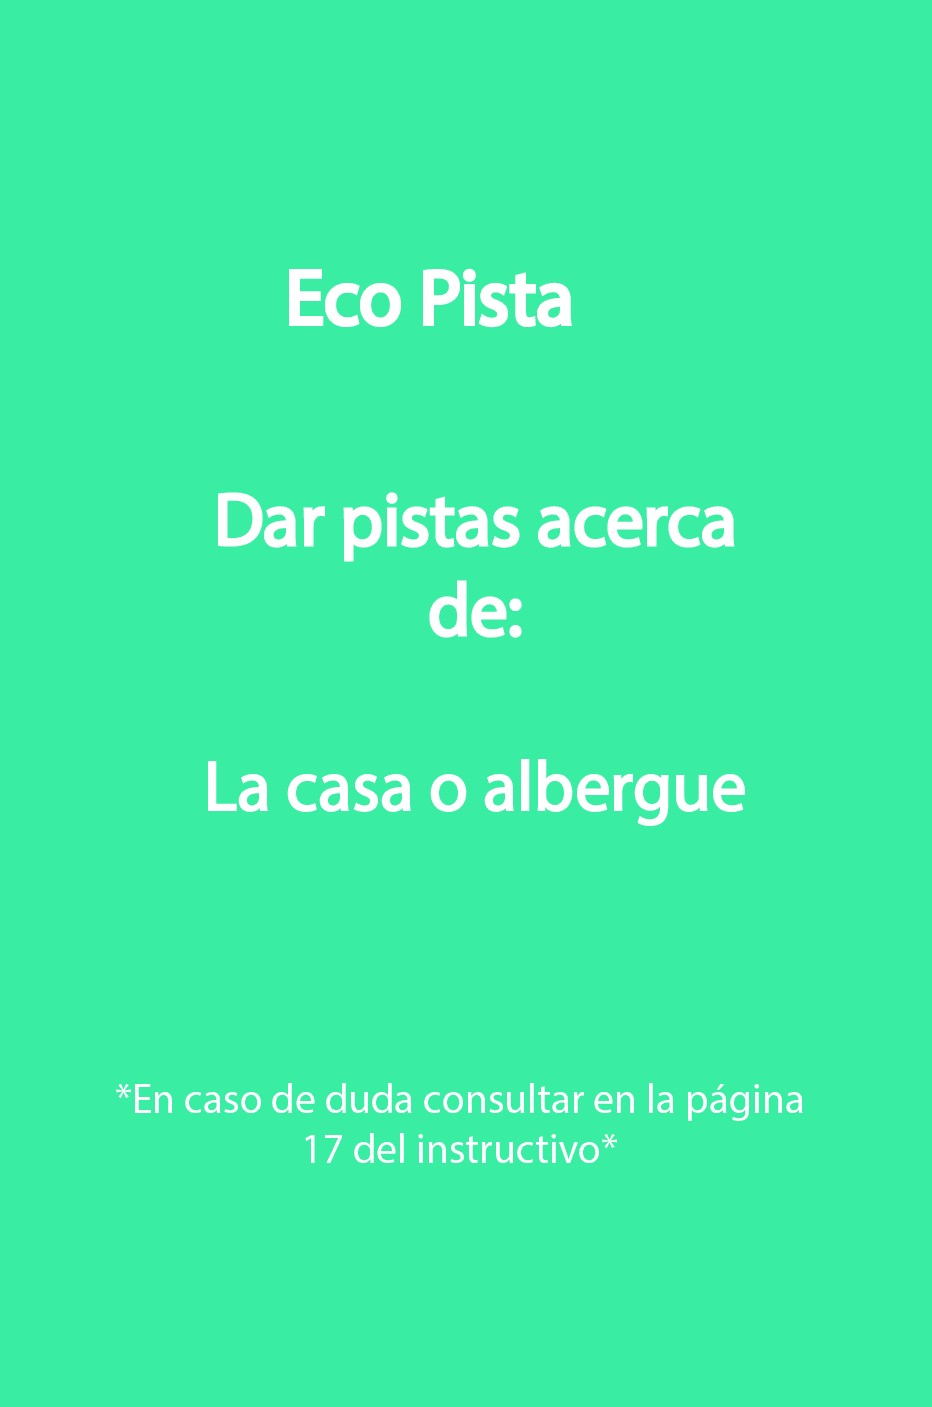 Eco Pista
Dar pistas acerca
de:
La casa o albergue
*En caso de duda consultar en la página
17 del instructivo*